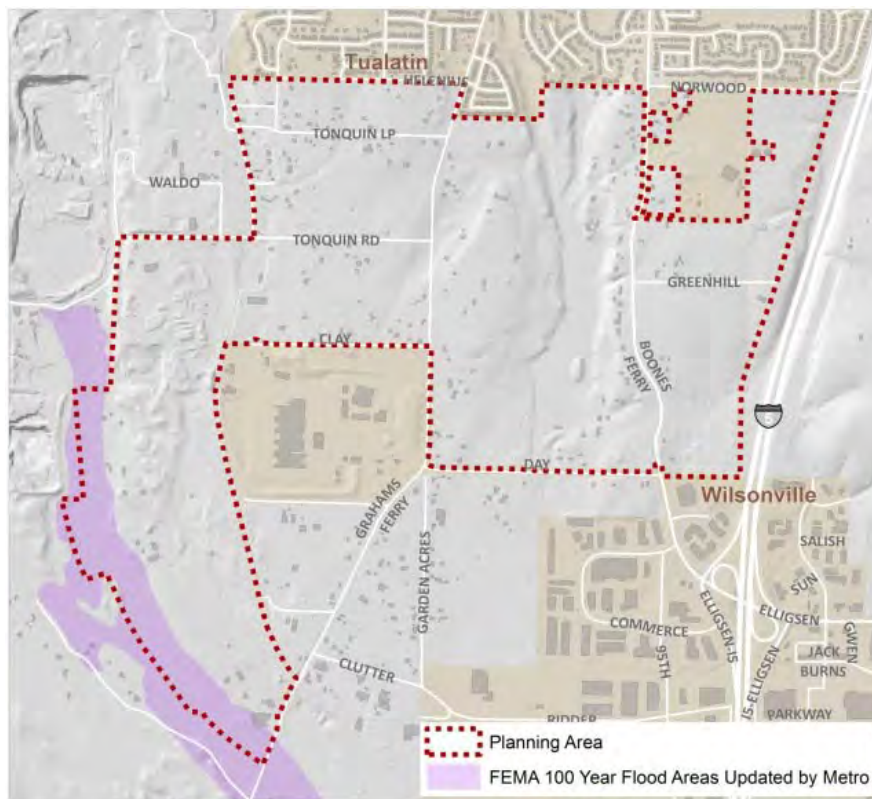 Tualatin
HELENIUS
NORWOOD
TONQUIN LP
WALDO
TONQUIN RD
GREENHILL
CLAY
BOONES
FERRY
5
DAY
Wilsonville
GRAHAMS
FERRY
GARDEN ACRES
SALISH
SUN
ELLIGSEN
COMMERCE
95TH
ELLIGSEN-I5
I5-ELLIGSEN
GWEN
JACK
BURNS
CLUTTER
RIDDER
PARKWAY
Planning Area
FEMA 100 Year Flood Areas Updated by Metro